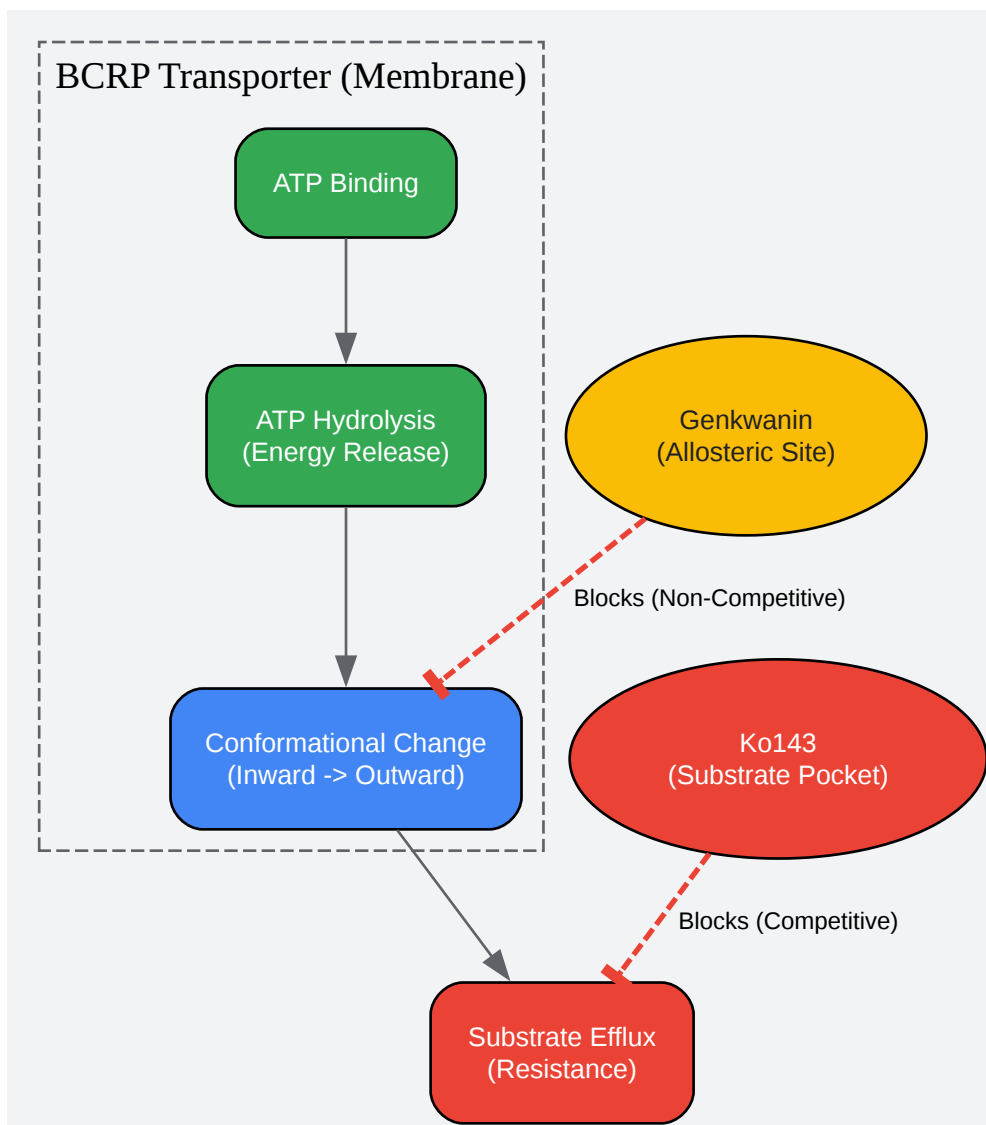 BCRP Transporter (Membrane)
ATP Binding
ATP Hydrolysis
(Energy Release)
Genkwanin
(Allosteric Site)
Blocks (Non-Competitive)
Conformational Change
(Inward -> Outward)
Ko143
(Substrate Pocket)
Blocks (Competitive)
Substrate Efflux
(Resistance)